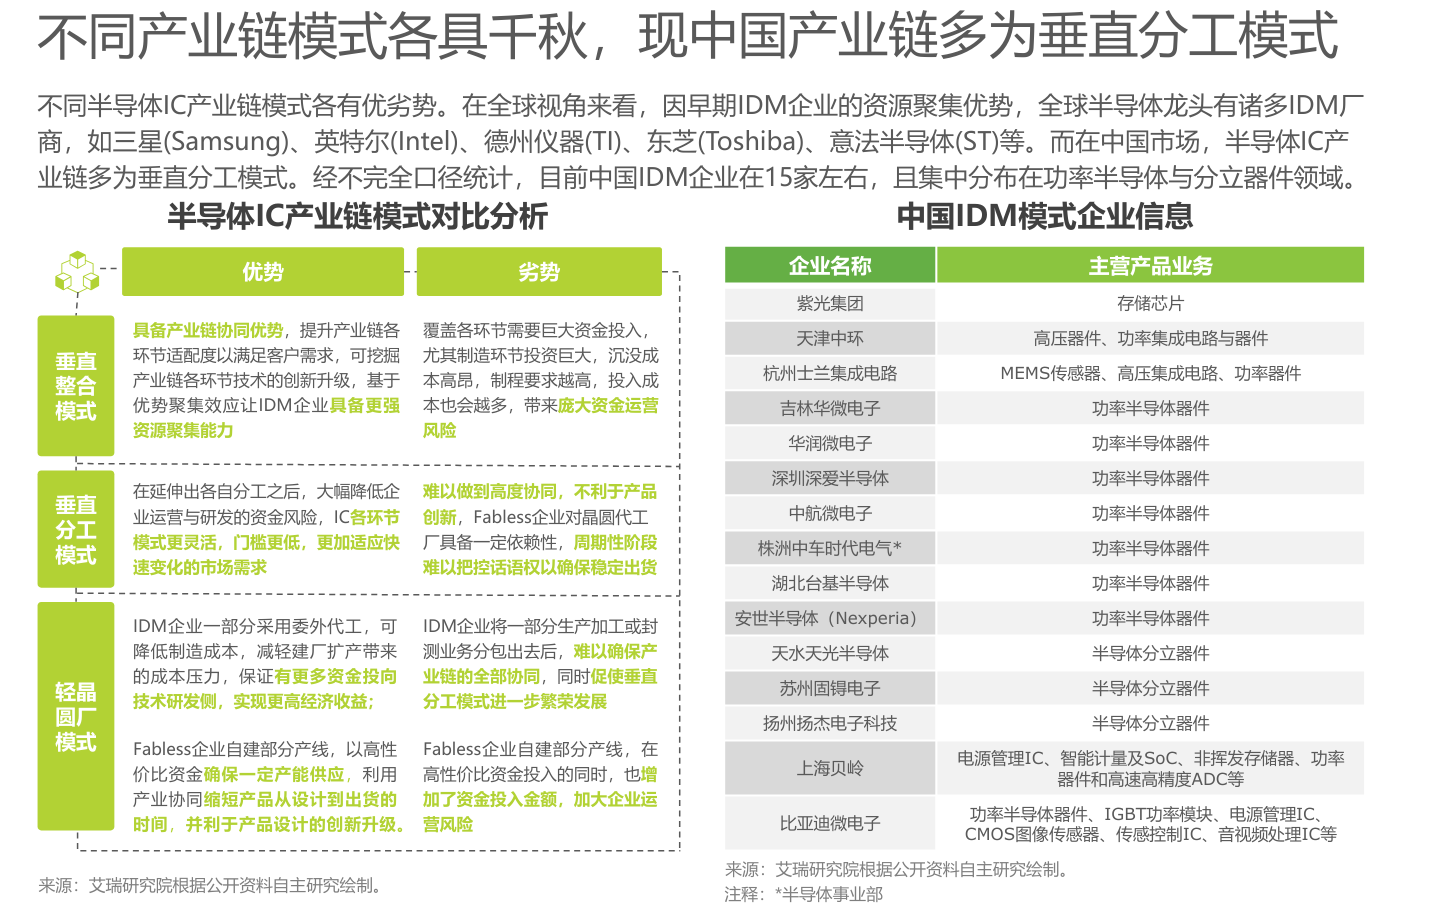 不同产业链模式各具千秋，现中国产业链多为垂直分工模式
不同半导体IC产业链模式各有优劣势。在全球视角来看，因早期IDM企业的资源聚集优势，全球半导体龙头有诸多IDM厂
商，如三星(Samsung)、英特尔(Intel)、德州仪器(TI)、东芝(Toshiba)、意法半导体(ST)等。而在中国市场，半导体IC产
业链多为垂直分工模式。经不完全口径统计，目前中国IDM企业在15家左右，且集中分布在功率半导体与分立器件领域。
半导体IC产业链模式对比分析
优势
劣势
垂直
整合
模式
具备产业链协同优势，提升产业链各
环节适配度以满足客户需求，可挖掘
产业链各环节技术的创新升级，基于
优势聚集效应让IDM企业具备更强
资源聚集能力
覆盖各环节需要巨大资金投入，
尤其制造环节投资巨大，沉没成
本高昂，制程要求越高，投入成
本也会越多，带来庞大资金运营
风险
垂直
分工
模式
在延伸出各自分工之后，大幅降低企
业运营与研发的资金风险，IC各环节
模式更灵活，门槛更低，更加适应快
速变化的市场需求
难以做到高度协同，不利于产品
创新，Fabless企业对晶圆代工
厂具备一定依赖性，周期性阶段
难以把控话语权以确保稳定出货
轻晶
圆厂
模式
IDM企业一部分采用委外代工，可
降低制造成本，减轻建厂扩产带来
的成本压力，保证有更多资金投向
技术研发侧，实现更高经济收益；
IDM企业将一部分生产加工或封
测业务分包出去后，难以确保产
业链的全部协同，同时促使垂直
分工模式进一步繁荣发展
Fabless企业自建部分产线，以高性
价比资金确保一定产能供应，利用
产业协同缩短产品从设计到出货的
时间，并利于产品设计的创新升级。
Fabless企业自建部分产线，在
高性价比资金投入的同时，也增
加了资金投入金额，加大企业运
营风险
来源：艾瑞研究院根据公开资料自主研究绘制。
中国IDM模式企业信息
企业名称 主营产品业务
紫光集团 存储芯片
天津中环 高压器件、功率集成电路与器件
杭州士兰集成电路 MEMS传感器、高压集成电路、功率器件
吉林华微电子 功率半导体器件
华润微电子 功率半导体器件
深圳深爱半导体 功率半导体器件
中航微电子 功率半导体器件
株洲中车时代电气* 功率半导体器件
湖北台基半导体 功率半导体器件
安世半导体（Nexperia） 功率半导体器件
天水天光半导体 半导体分立器件
苏州固锝电子 半导体分立器件
扬州扬杰电子科技 半导体分立器件
上海贝岭
电源管理IC、智能计量及SoC、非挥发存储器、功率
器件和高速高精度ADC等
比亚迪微电子
功率半导体器件、IGBT功率模块、电源管理IC、
CMOS图像传感器、传感控制IC、音视频处理IC等
来源：艾瑞研究院根据公开资料自主研究绘制。
注释：*半导体事业部